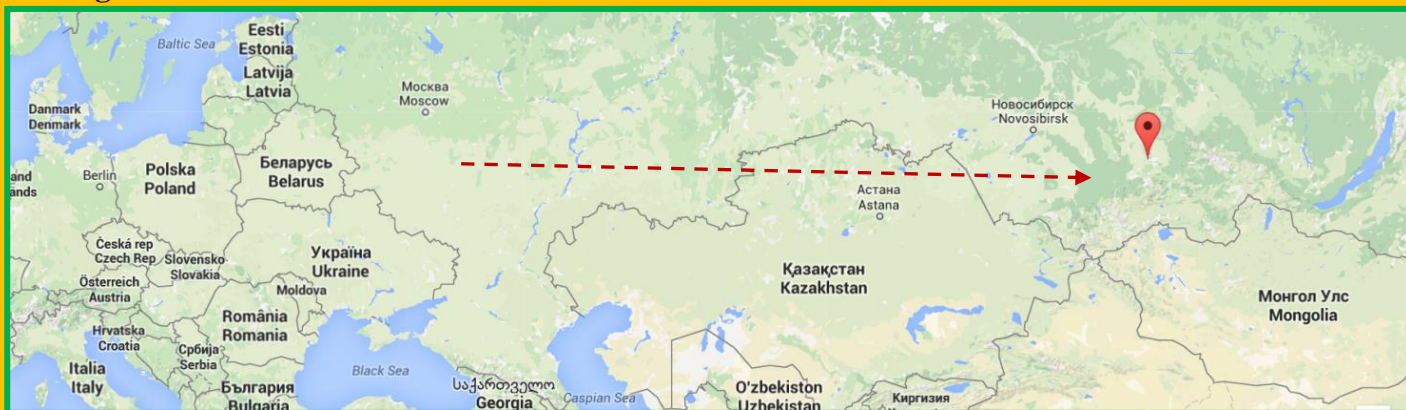 Baltic Sea
Eesti
Estonia
Latvija
Latvia
Москва
Moscow
Danmark
Denmark
Новосибирск
Novosibirsk
Berlin
Polska
Poland
Беларусь
Belarus
Астана
Astana
Česká rep
Czech Rep
Slovensko
Slovakia
Україна
Ukraine
Österreich
Austria
Moldova
Қазақстан
Kazakhstan
Монгол Улс
Mongolia
România
Romania
Hrvatska
Croatia
Србија
Serbia
Italia
Italy
Black Sea
България
Bulgaria
საქართველო
Georgia
Caspian Sea
O'zbekiston
Uzbekistan
Киргизия